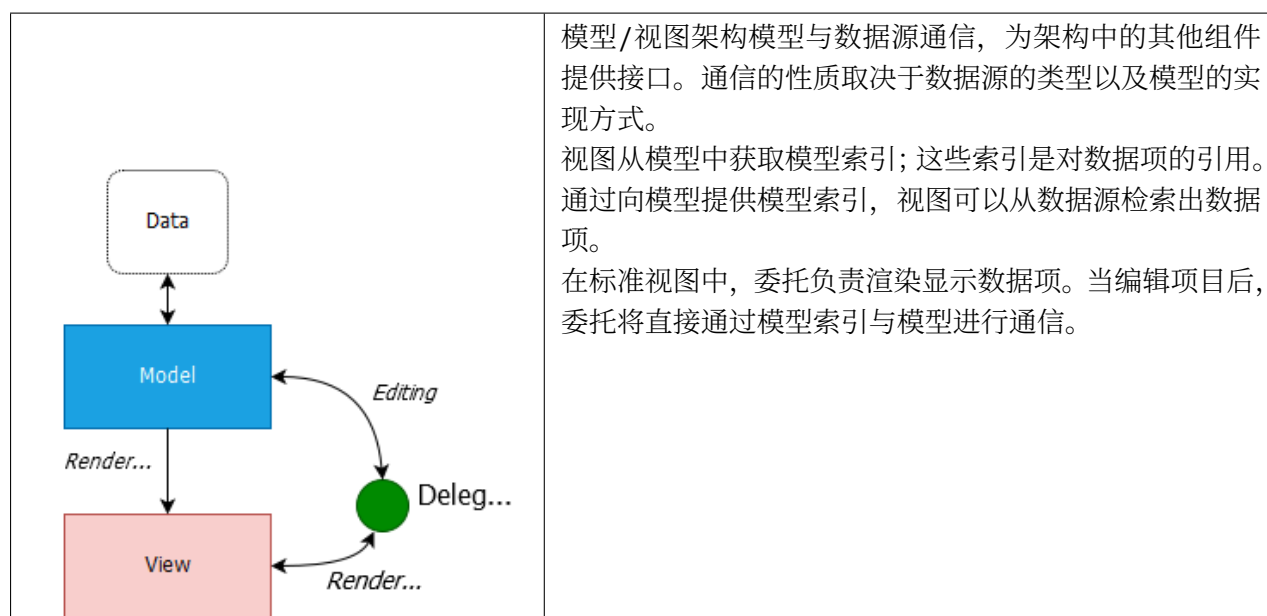 Data
Model
Editing
Render...
Deleg...
View
Render...
模型/视图架构模型与数据源通信，为架构中的其他组件
提供接口。通信的性质取决于数据源的类型以及模型的实
现方式。
视图从模型中获取模型索引；这些索引是对数据项的引用。
通过向模型提供模型索引，视图可以从数据源检索出数据
项。
在标准视图中，委托负责渲染显示数据项。当编辑项目后，
委托将直接通过模型索引与模型进行通信。